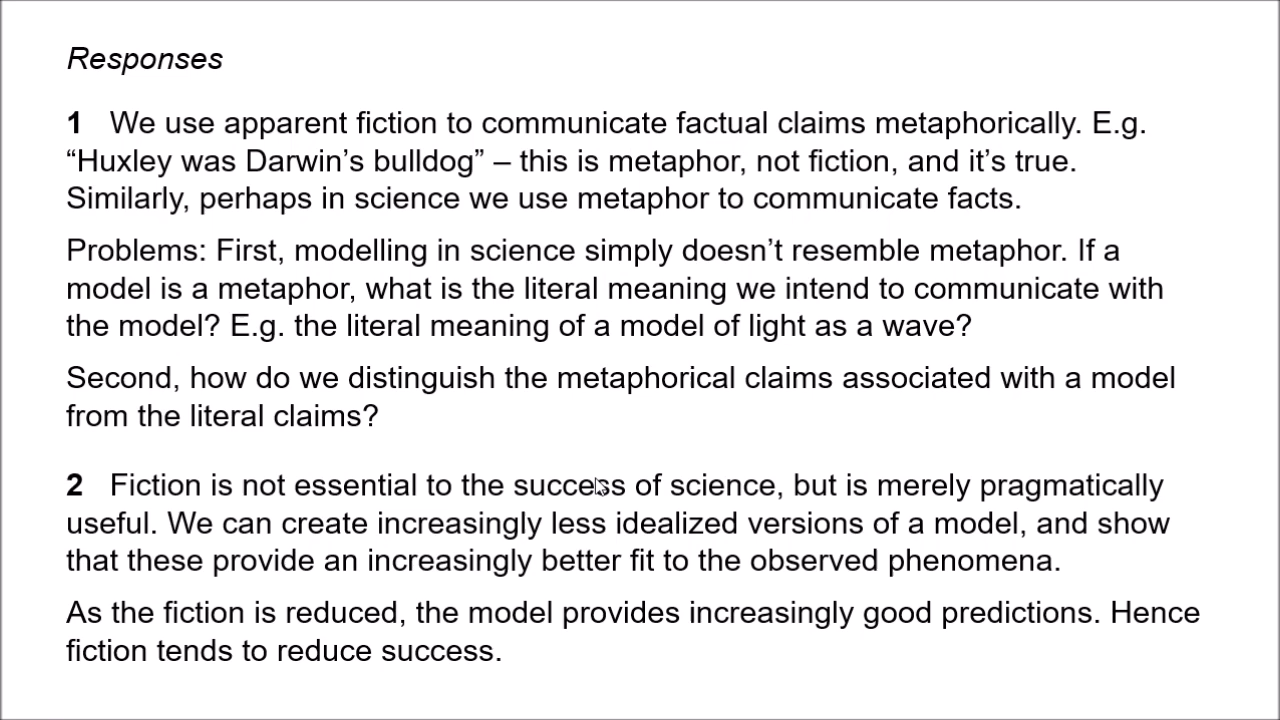 Responses
1 We use apparent fiction to communicate factual claims metaphorically. E.g.
“Huxley was Darwin’s bulldog” – this is metaphor, not fiction, and it’s true.
Similarly, perhaps in science we use metaphor to communicate facts.
Problems: First, modelling in science simply doesn’t resemble metaphor. If a
model is a metaphor, what is the literal meaning we intend to communicate with
the model? E.g. the literal meaning of a model of light as a wave?
Second, how do we distinguish the metaphorical claims associated with a model
from the literal claims?
2 Fiction is not essential to the success of science, but is merely pragmatically
useful. We can create increasingly less idealized versions of a model, and show
that these provide an increasingly better fit to the observed phenomena.
As the fiction is reduced, the model provides increasingly good predictions. Hence
fiction tends to reduce success.